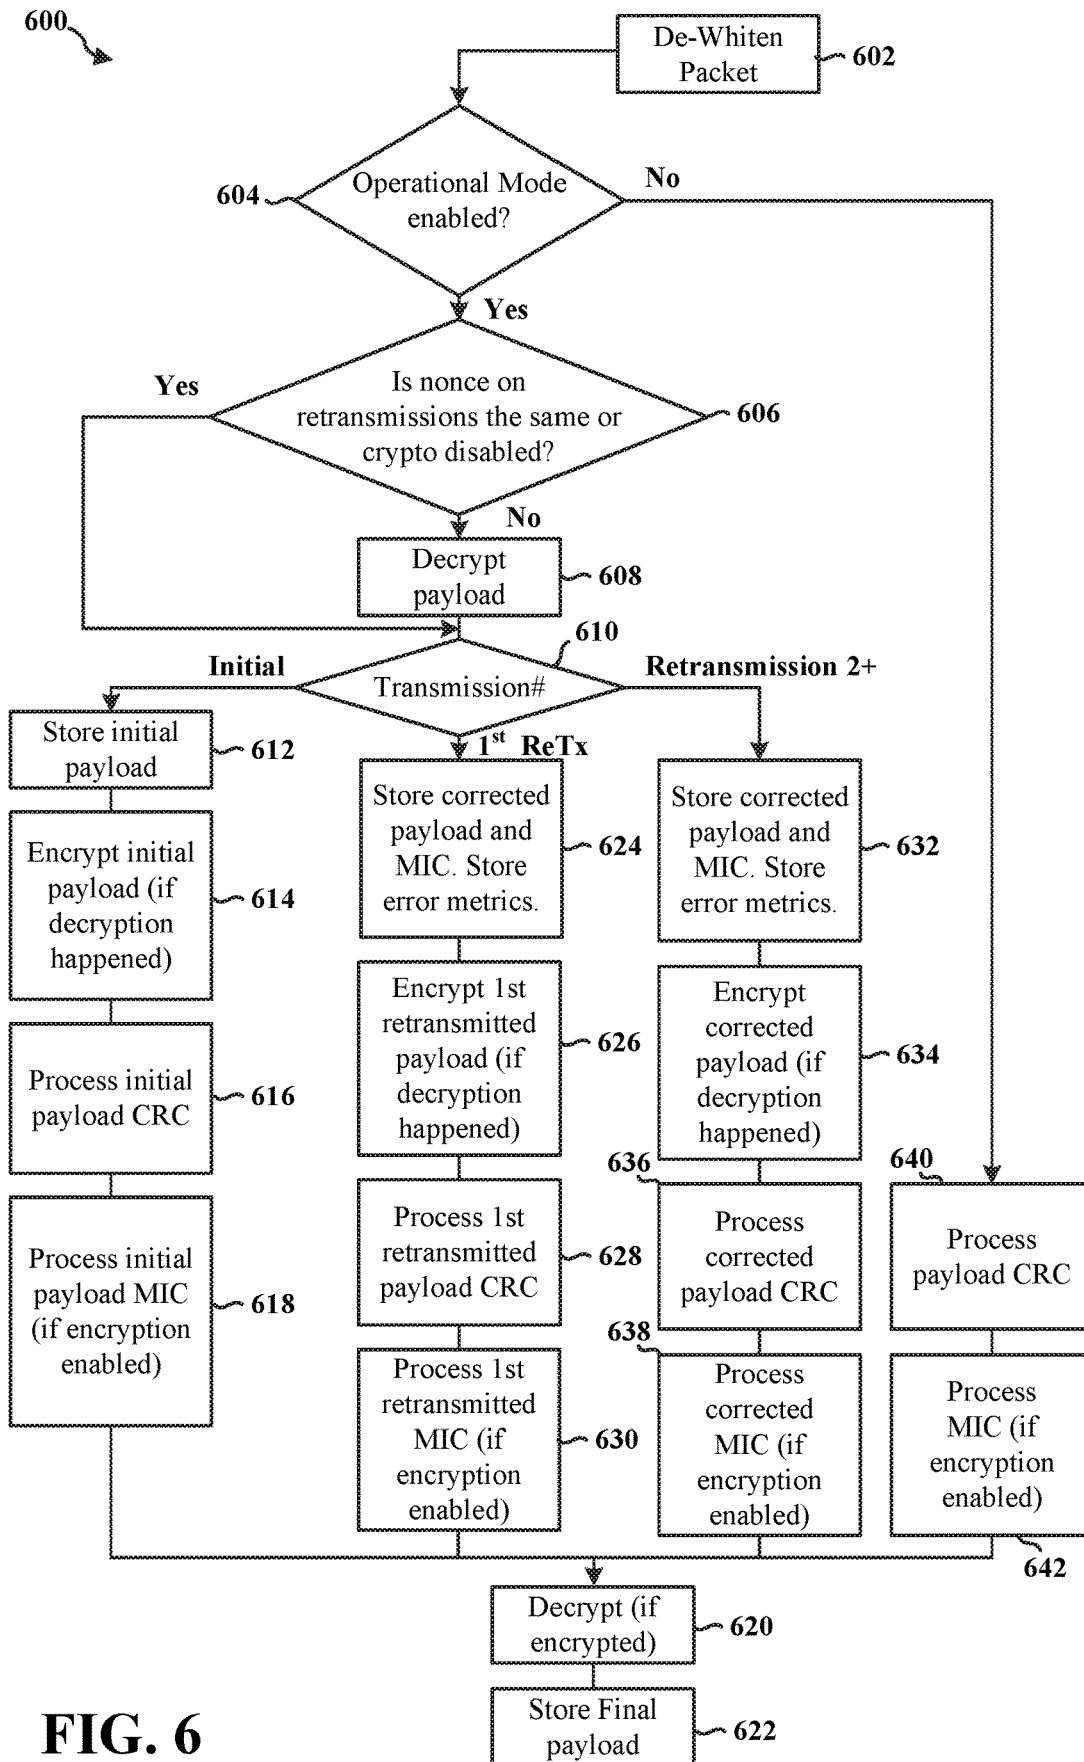 600
De-Whiten
Packet
602
604
Operational Mode
enabled?
No
Yes
Yes
Is nonce on
retransmissions the same or
crypto disabled?
606
No
Decrypt
payload
608
610
Initial
Transmission#
Retransmission 2+
1st ReTx
Store initial
payload
612
Encrypt initial
payload (if
decryption
happened)
614
Process initial
payload CRC
616
Process initial
payload MIC
(if encryption
enabled)
618
Store corrected
payload and
MIC. Store
error metrics.
624
Encrypt 1st
retransmitted
payload (if
decryption
happened)
626
Process 1st
retransmitted
payload CRC
628
Process 1st
retransmitted
MIC (if
encryption
enabled)
630
Store corrected
payload and
MIC. Store
error metrics.
632
Encrypt
corrected
payload (if
decryption
happened)
634
636
Process
corrected
payload CRC
638
Process
corrected
MIC (if
encryption
enabled)
640
Process
payload CRC
Process
MIC (if
encryption
enabled)
642
Decrypt (if
encrypted)
620
Store Final
payload
622
FIG. 6